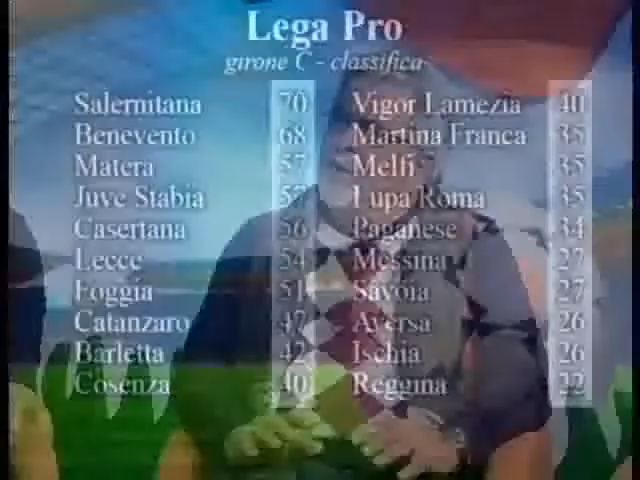 Lega Pro
girone C - classifica
Salernitana 70
Benevento 68
Matera 57
Juve Stabia 57
Casertana 56
Lecce 54
Foggia 51
Catanzaro 47
Barletta 42
Cosenza 40
Vigor Lamezia 40
Martina Franca 35
Melfi 35
Lupa Roma 35
Paganese 34
Messina 27
Savoia 27
Aversa 26
Ischia 26
Reggina 22